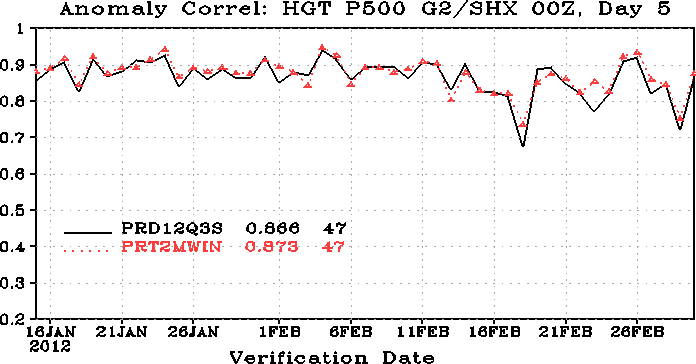 Anomaly Correl: HGT P500 G2/SHX 00Z, Day 5
1
0.9
0.8
0.7
0.6
0.5
0.4
0.3
0.2
PRD12Q3S 0.866 47
PRT2MWIN 0.873 47
16JAN 21JAN 26JAN 1FEB 6FEB 11FEB 16FEB 21FEB 26FEB
2012
Verification Date